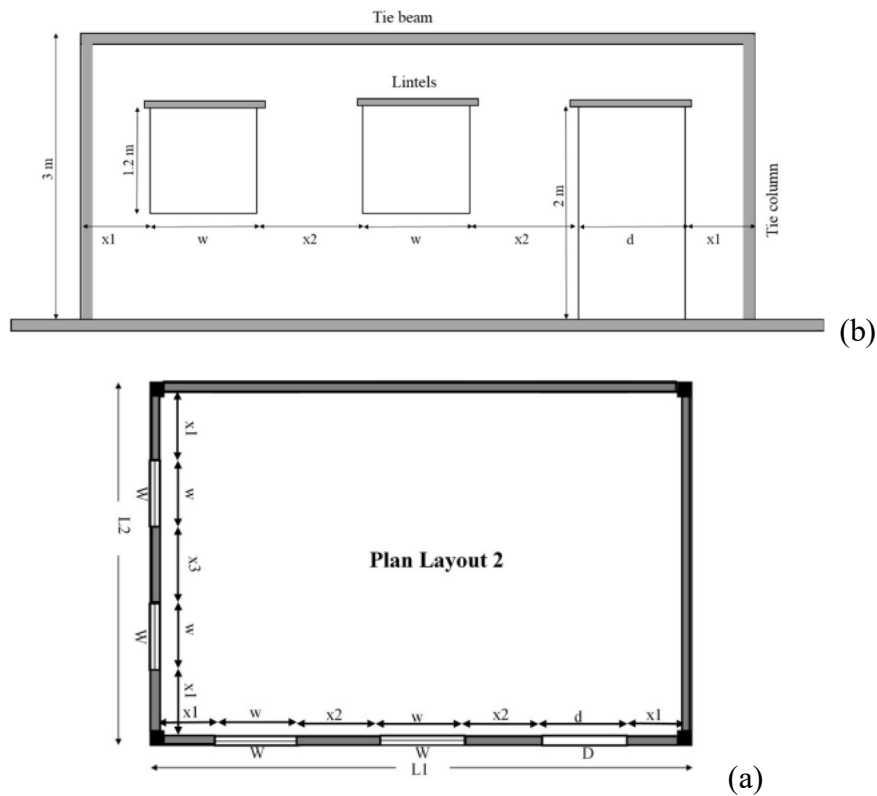 Tie beam
Lintels
3 m
1.2 m
2 m
Tie column
x1
w
x2
w
x2
d
x1
(b)
x1
w
x3
w
x1
W
W
L2
Plan Layout 2
x1
w
x2
w
x2
d
x1
W
W
D
L1
(a)